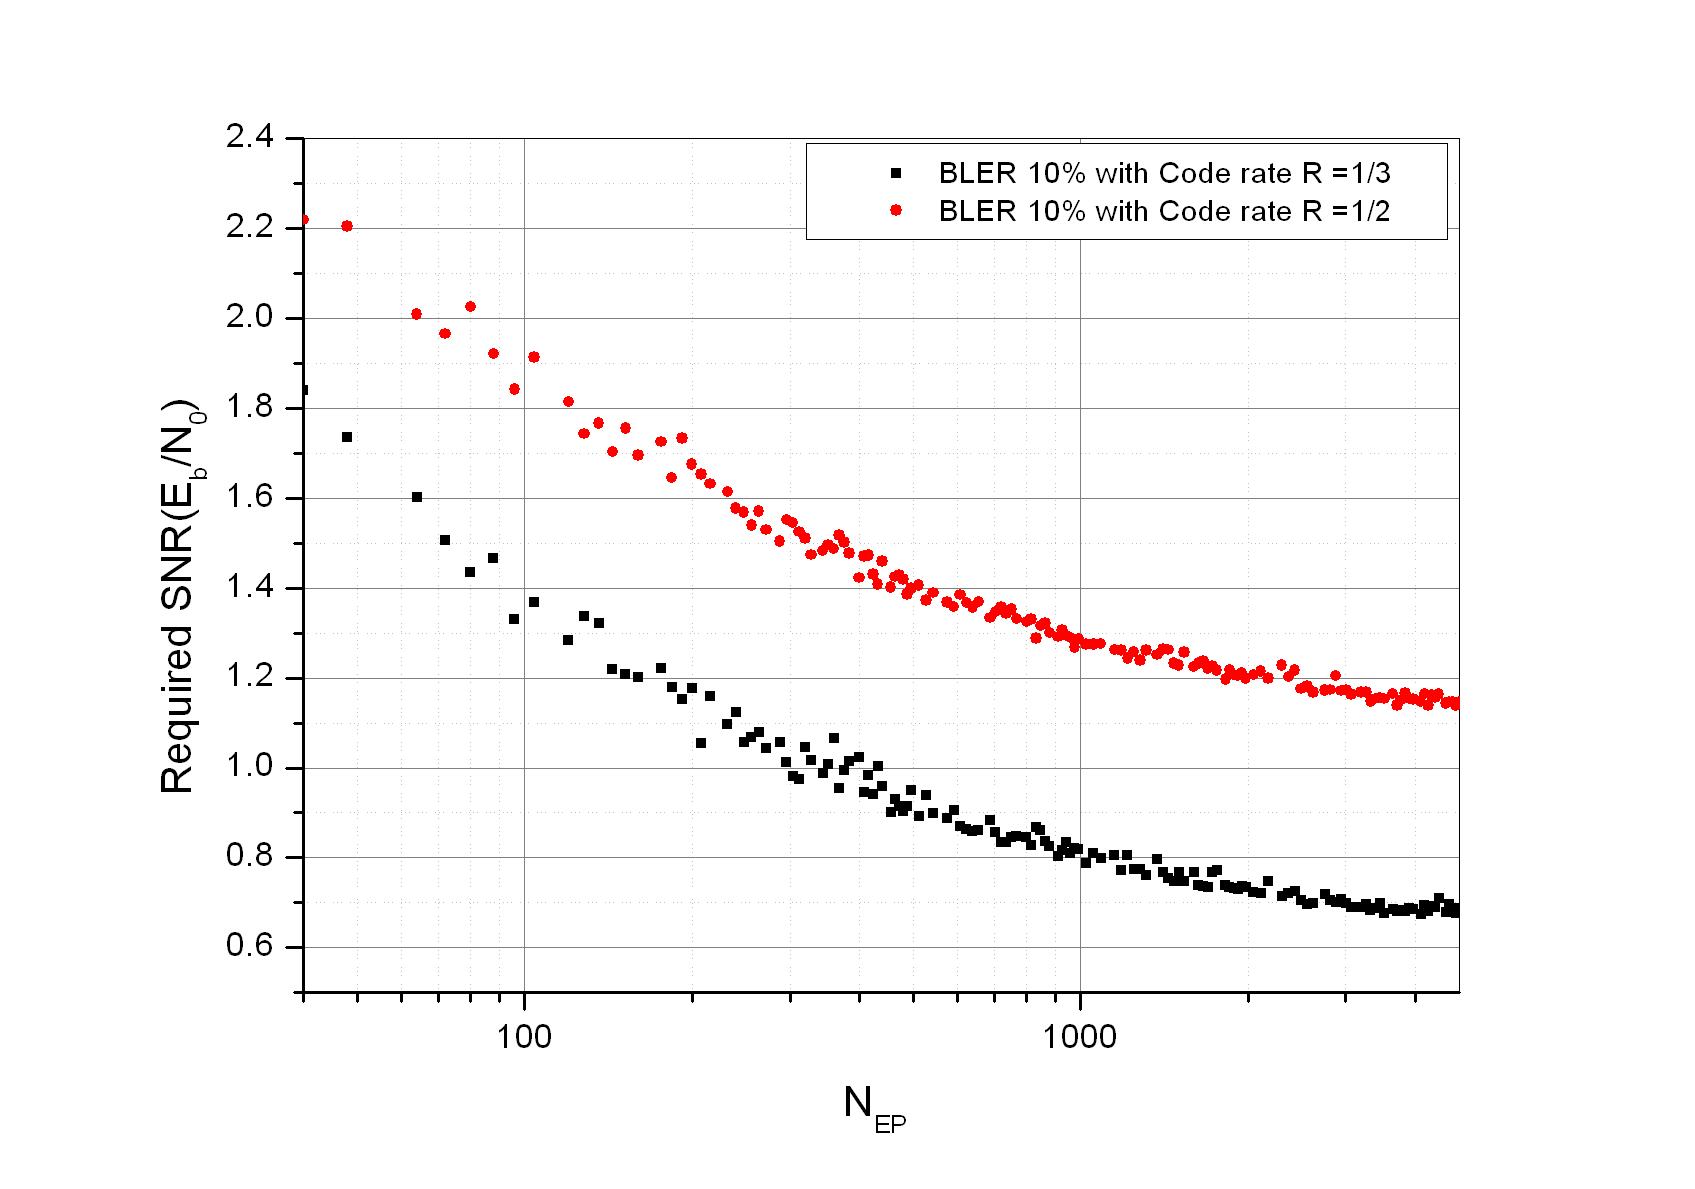 2.4
2.2
2.0
1.8
1.6
1.4
1.2
1.0
0.8
0.6
Required SNR(E_b/N_0)
BLER 10% with Code rate R =1/3
BLER 10% with Code rate R =1/2
100 1000
N_EP